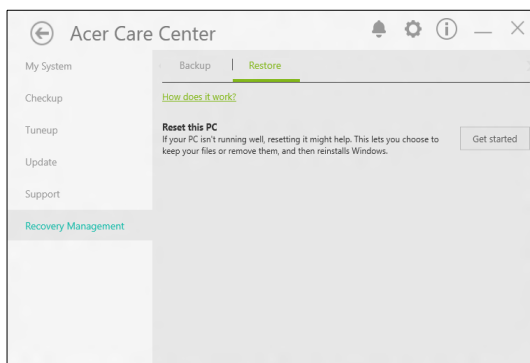 Acer Care Center
My System
Backup
Restore
Checkup
How does it work?
Tuneup
Reset this PC
If your PC isn't running well, resetting it might help. This lets you choose to
keep your files or remove them, and then reinstalls Windows.
Get started
Update
Support
Recovery Management